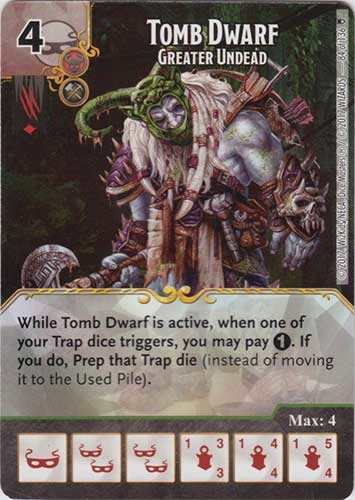 4
TOMB DWARF
GREATER UNDEAD
While Tomb Dwarf is active, when one of
your Trap dice triggers, you may pay 1. If
you do, Prep that Trap die (instead of moving
it to the Used Pile).
Max: 4
1 3 3
1 4 4
1 5 4